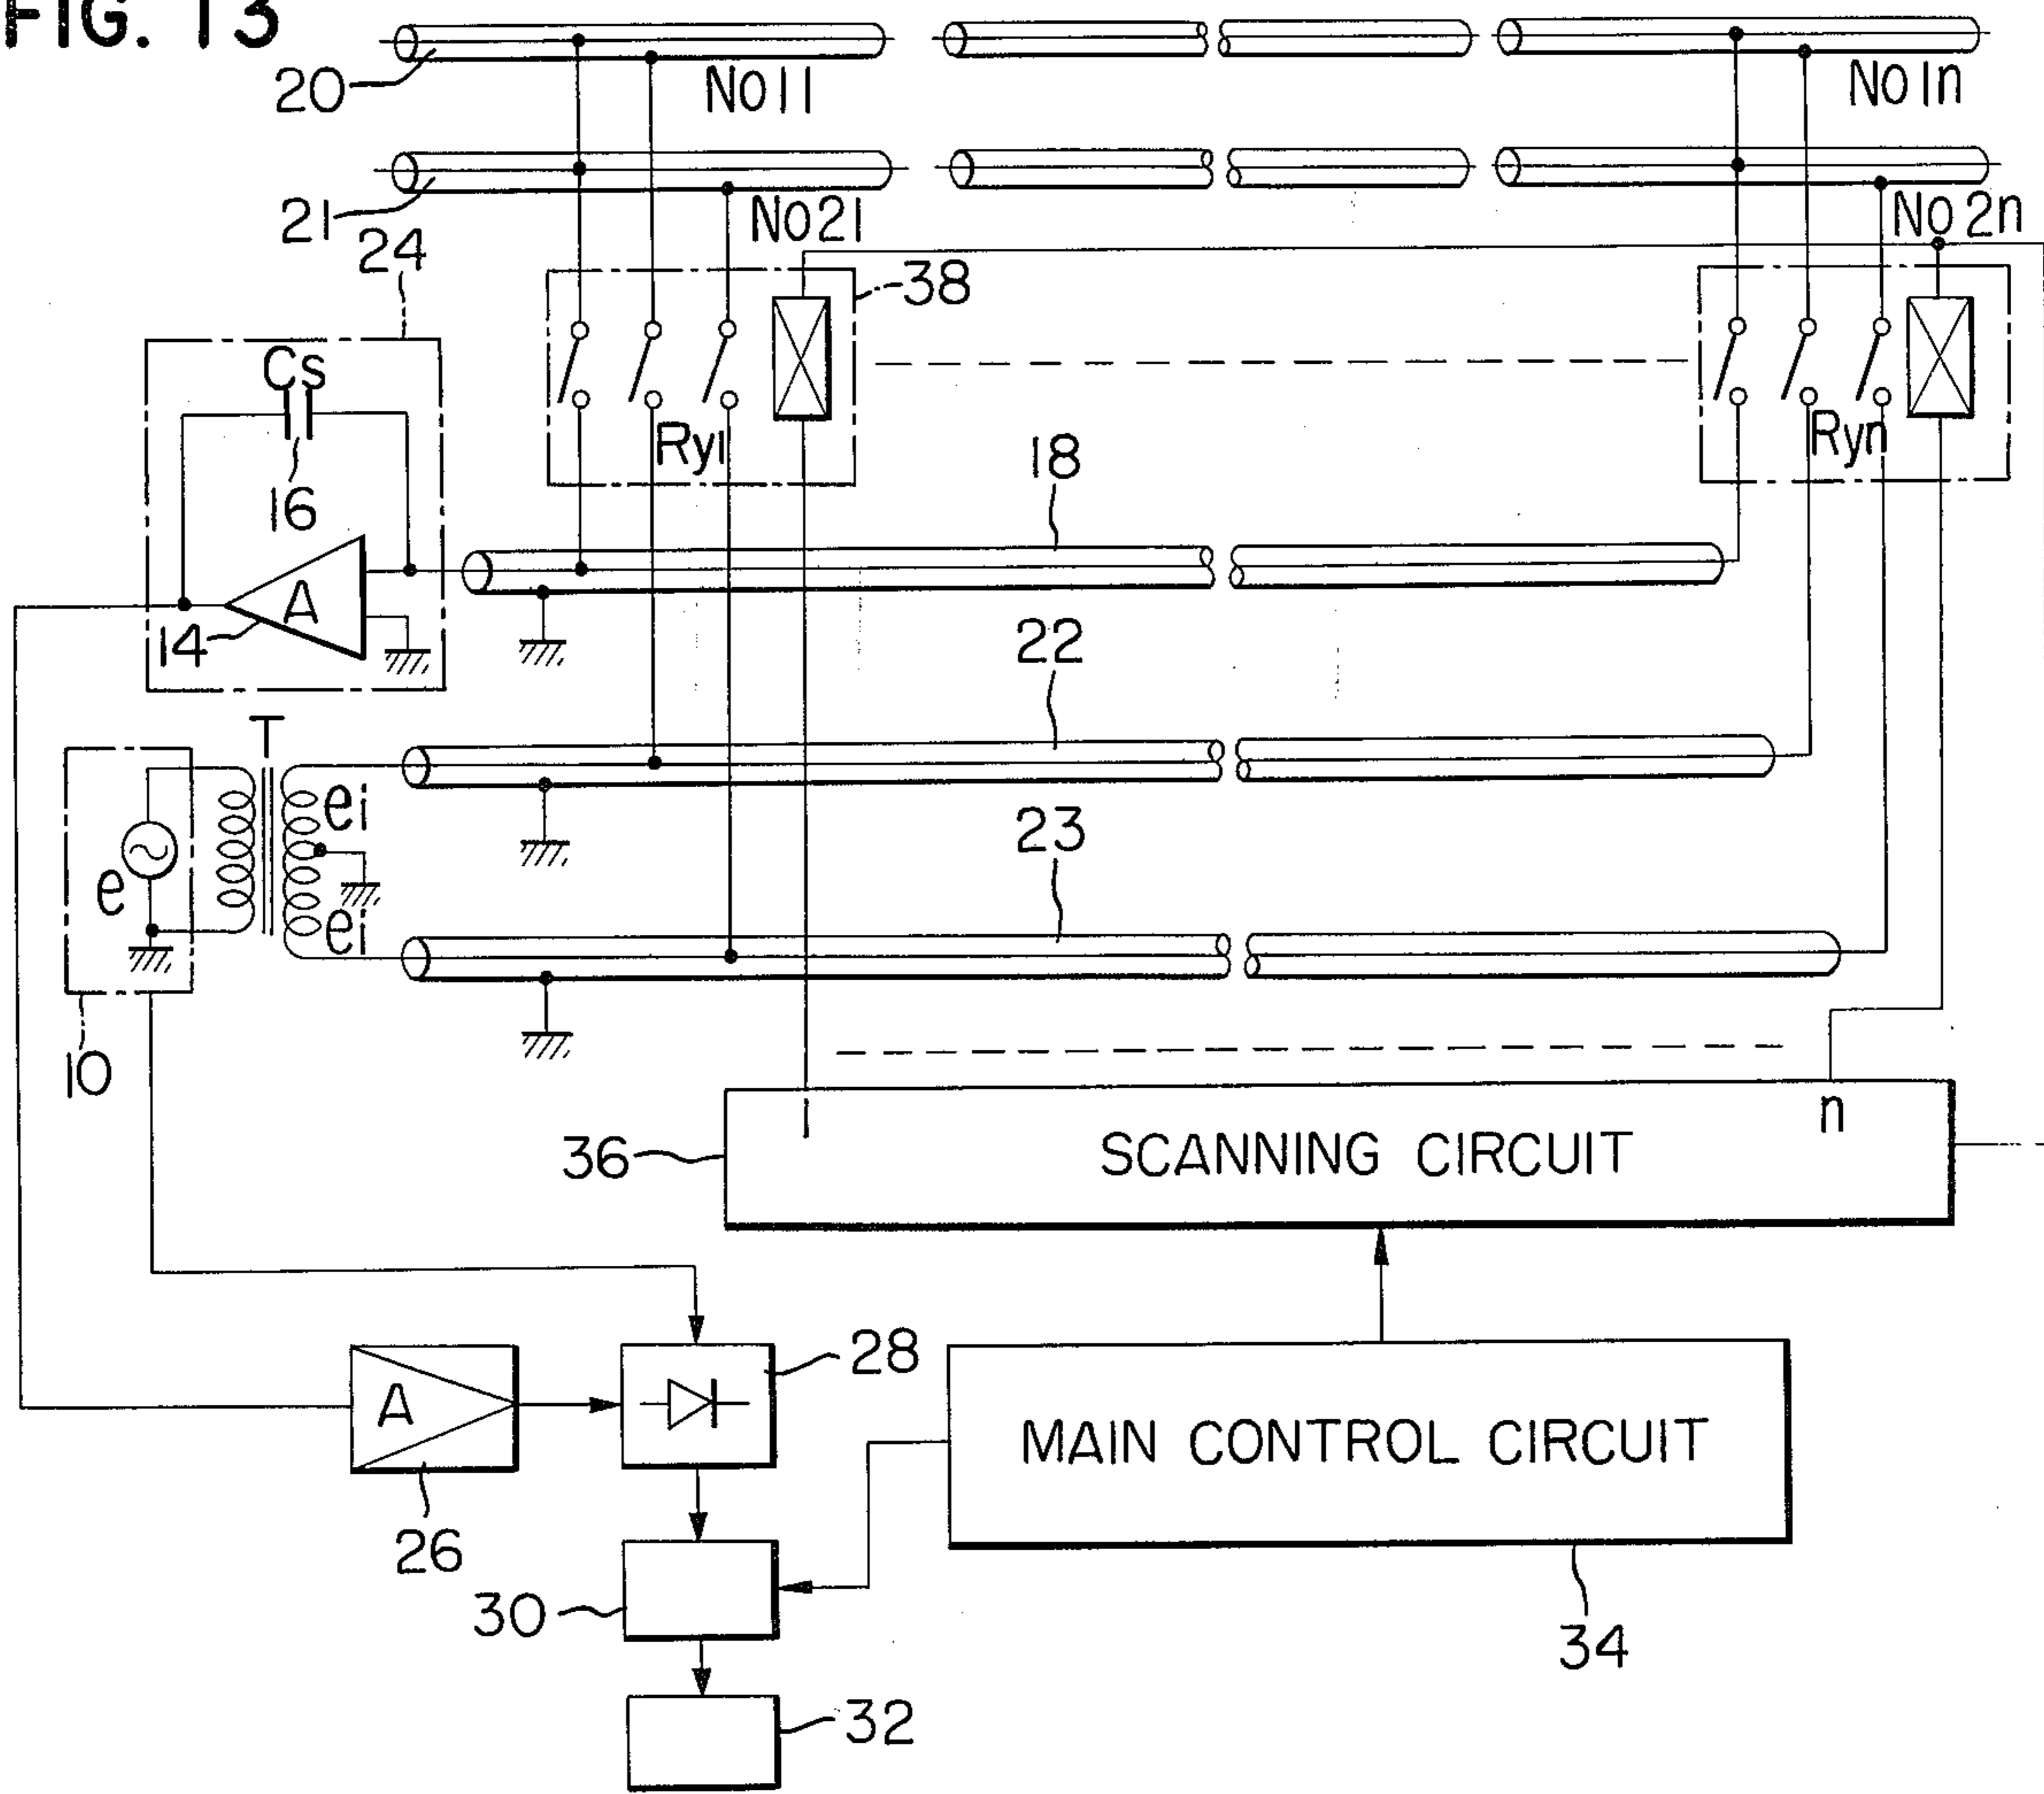 FIG. 13
20
No11
No1n
21
No21
No2n
24
38
Cs
16
Ry1
Ryn
18
A
14
22
T
ei
e
ei
23
10
1
n
36
SCANNING CIRCUIT
28
A
MAIN CONTROL CIRCUIT
26
30
34
32